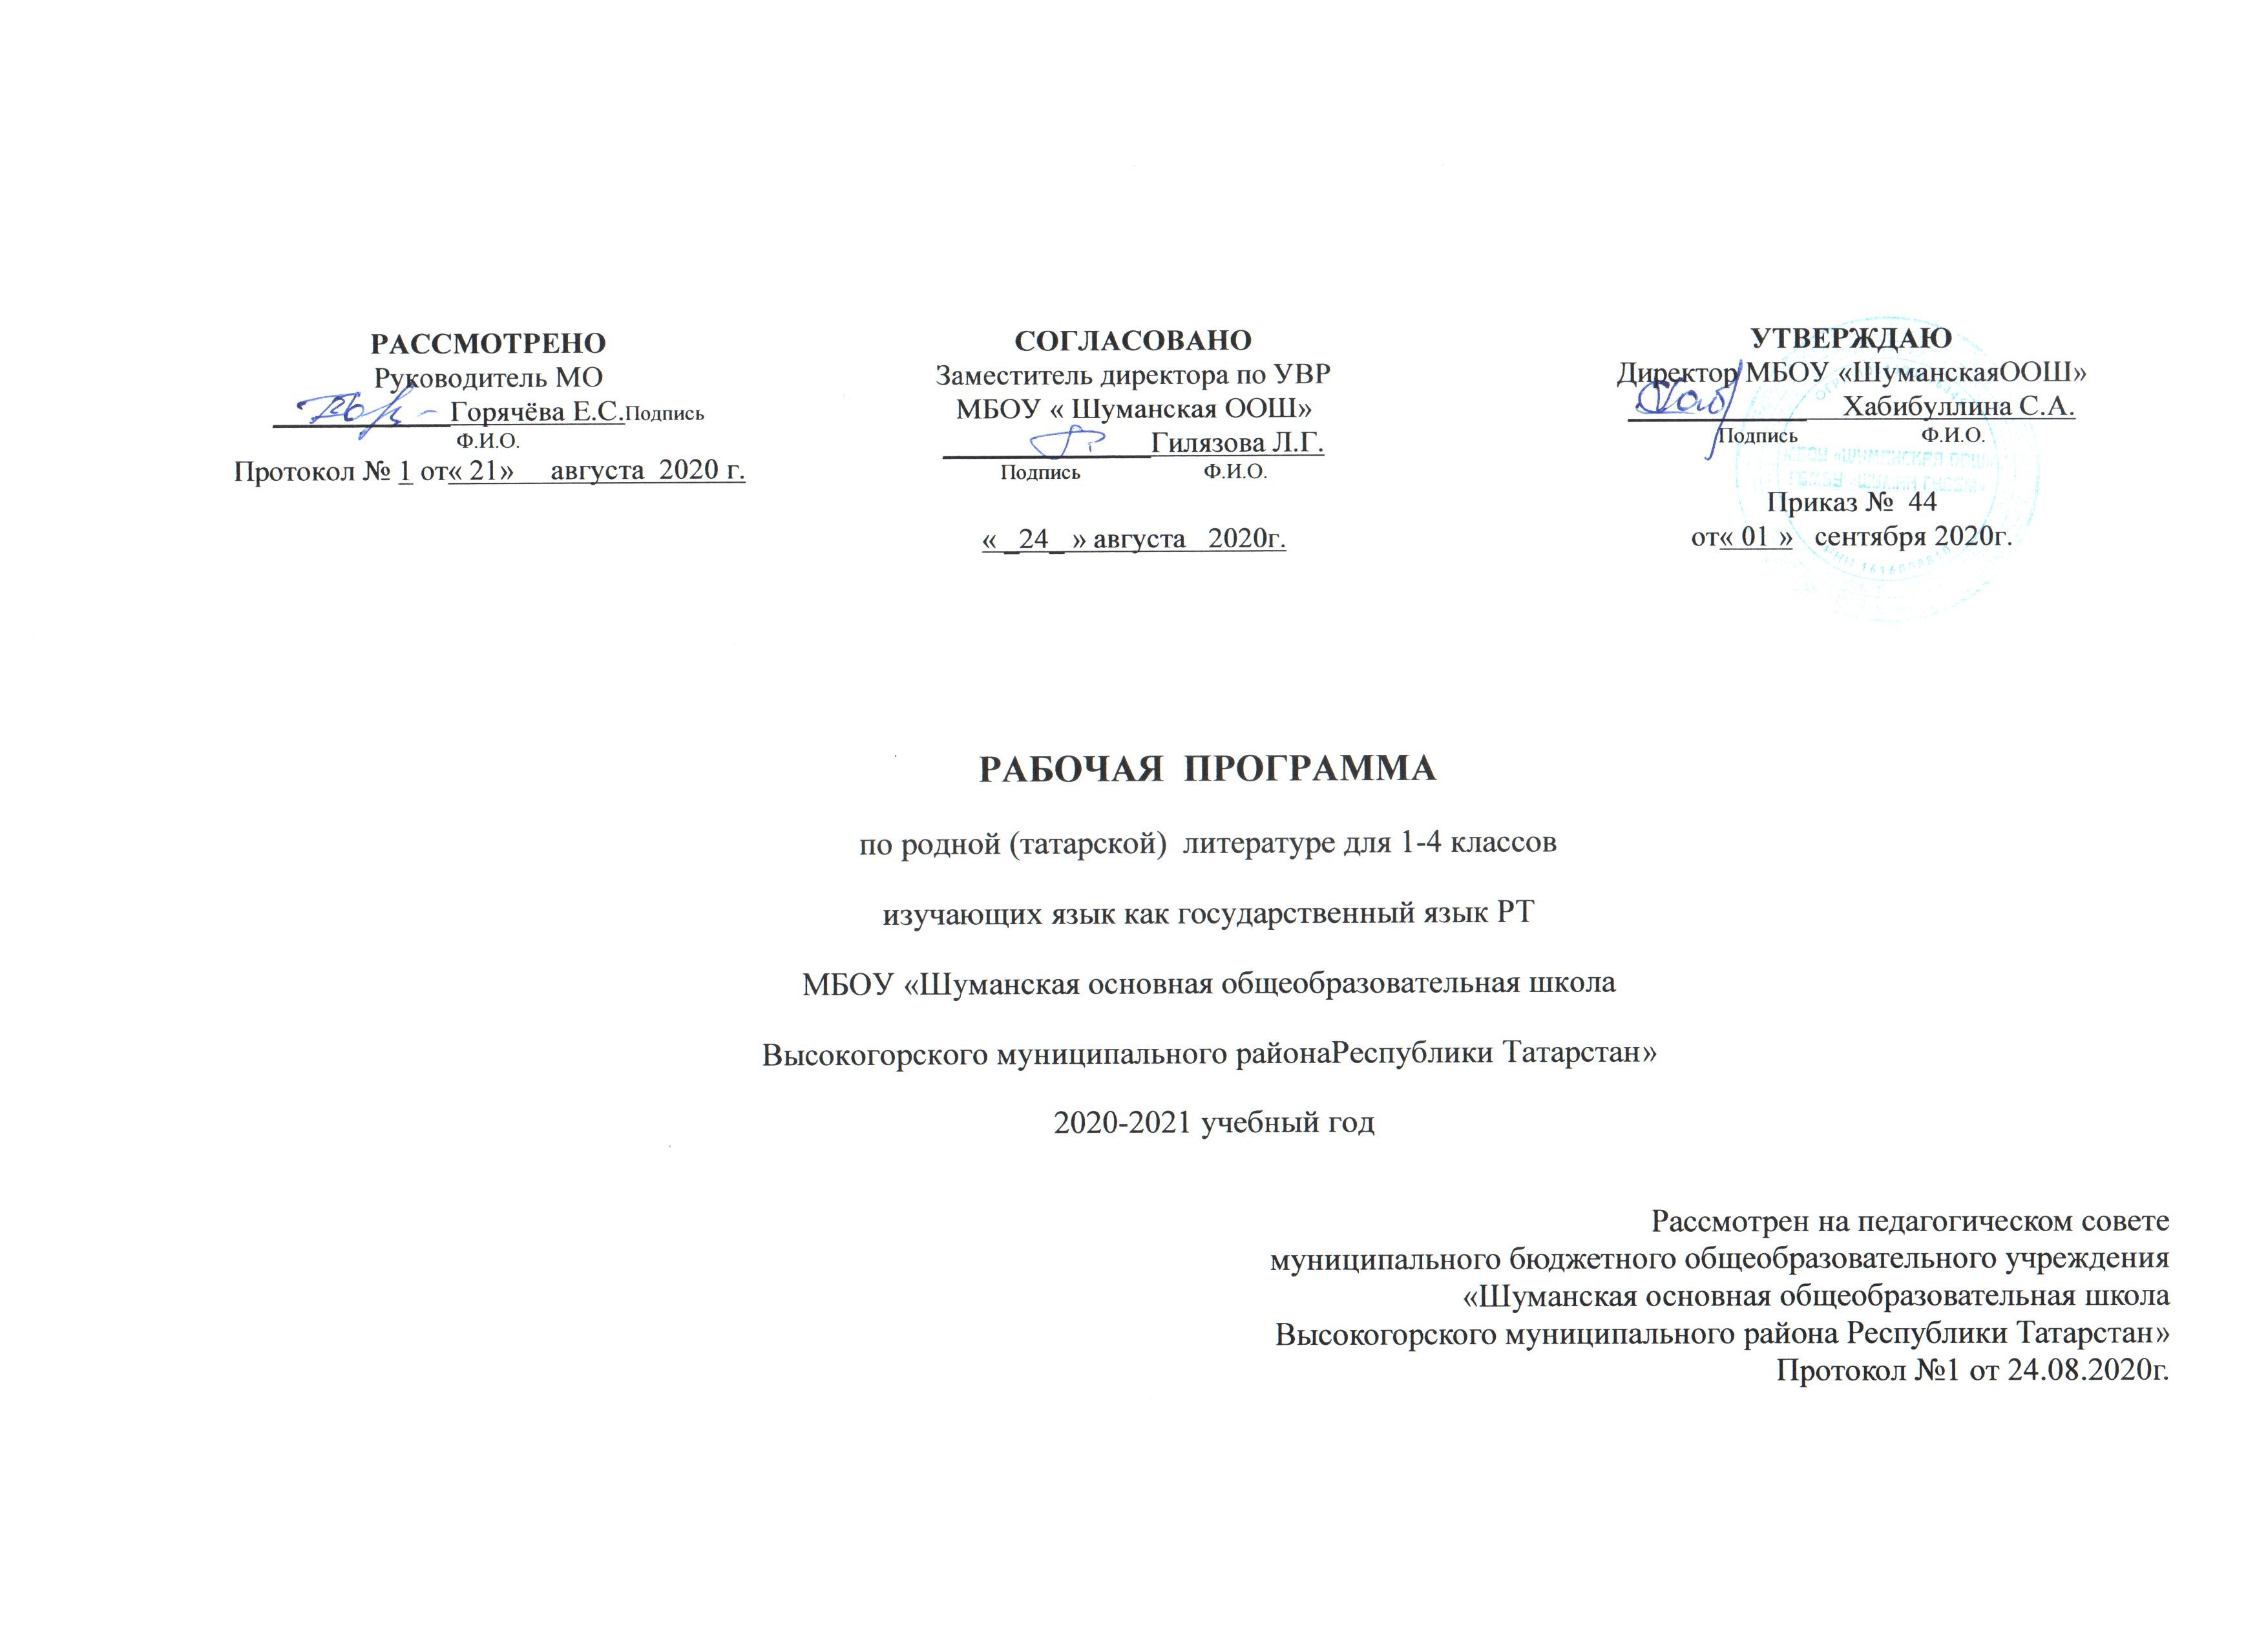 РАССМОТРЕНО
Руководитель МО
Горячёва Е.С.Подпись
Ф.И.О.
Протокол № 1 от« 21» августа 2020 г.
СОГЛАСОВАНО
Заместитель директора по УВР
МБОУ « Шуманская ООШ»
Гилязова Л.Г.
Подпись Ф.И.О.
« _24_ » августа 2020г.
УТВЕРЖДАЮ
Директор МБОУ «ШуманскаяООШ»
Хабибуллина С.А.
Подпись Ф.И.О.
Приказ № 44
от« 01 » сентября 2020г.
РАБОЧАЯ ПРОГРАММА
по родной (татарской) литературе для 1-4 классов
изучающих язык как государственный язык РТ
МБОУ «Шуманская основная общеобразовательная школа
Высокогорского муниципального районаРеспублики Татарстан»
2020-2021 учебный год
Рассмотрен на педагогическом совете
муниципального бюджетного общеобразовательного учреждения
«Шуманская основная общеобразовательная школа
Высокогорского муниципального района Республики Татарстан»
Протокол №1 от 24.08.2020г.